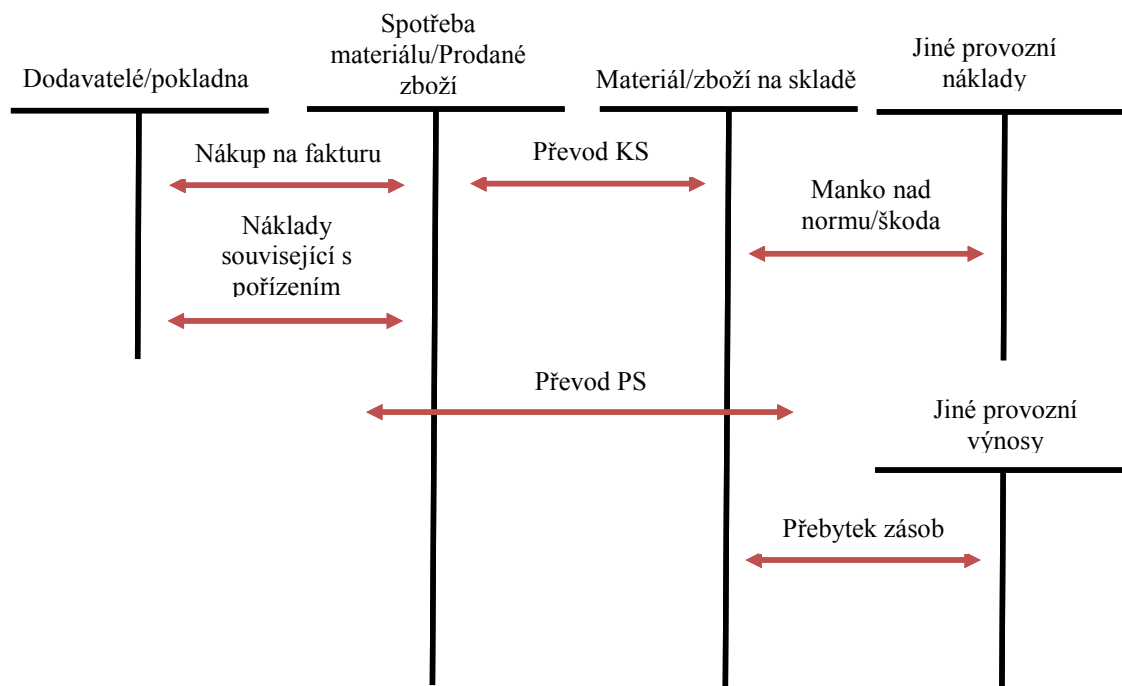 Dodavatelé/pokladna
Spotřeba
materiálu/Prodané
zboží
Materiál/zboží na skladě
Jiné provozní
náklady
Nákup na fakturu
Převod KS
Manko nad
normu/škoda
Náklady
související s
pořízením
Převod PS
Jiné provozní
výnosy
Přebytek zásob